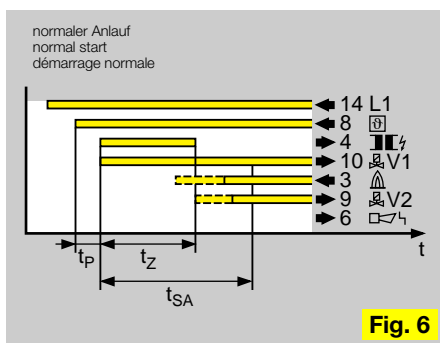 normaler Anlauf
normal start
démarrage normale
14 L1
8
4
10 V1
3
9 V2
6
t
tP
tZ
tSA
Fig. 6